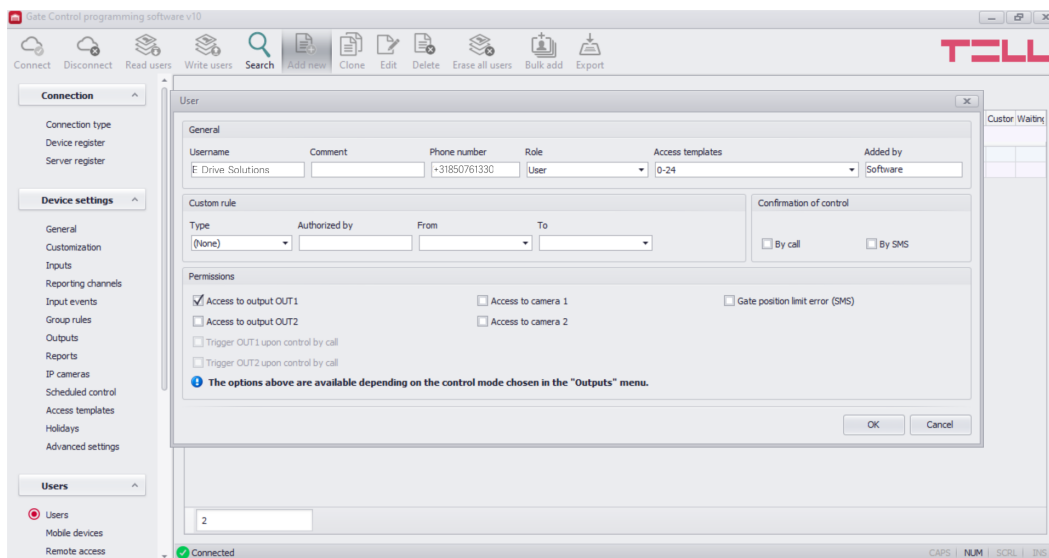 Gate Control programming software v10
Connect Disconnect Read users Write users Search Add new Clone Edit Delete Erase all users Bulk add Export
TELL
Connection
Connection type
Device register
Server register
Device settings
General
Customization
Inputs
Reporting channels
Input events
Group rules
Outputs
Reports
IP cameras
Scheduled control
Access templates
Holidays
Advanced settings
Users
Users
Mobile devices
Remote access
Custor Waiting
User
General
Username Comment Phone number Role Access templates Added by
E Drive Solutions +31850761330 User 0-24 Software
Custom rule
Type Authorized by From To
(None)
Confirmation of control
By call By SMS
Permissions
Access to output OUT1 Access to camera 1 Gate position limit error (SMS)
Access to output OUT2 Access to camera 2
Trigger OUT1 upon control by call
Trigger OUT2 upon control by call
The options above are available depending on the control mode chosen in the "Outputs" menu.
OK Cancel
2
Connected
CAPS NUM SCRL INS